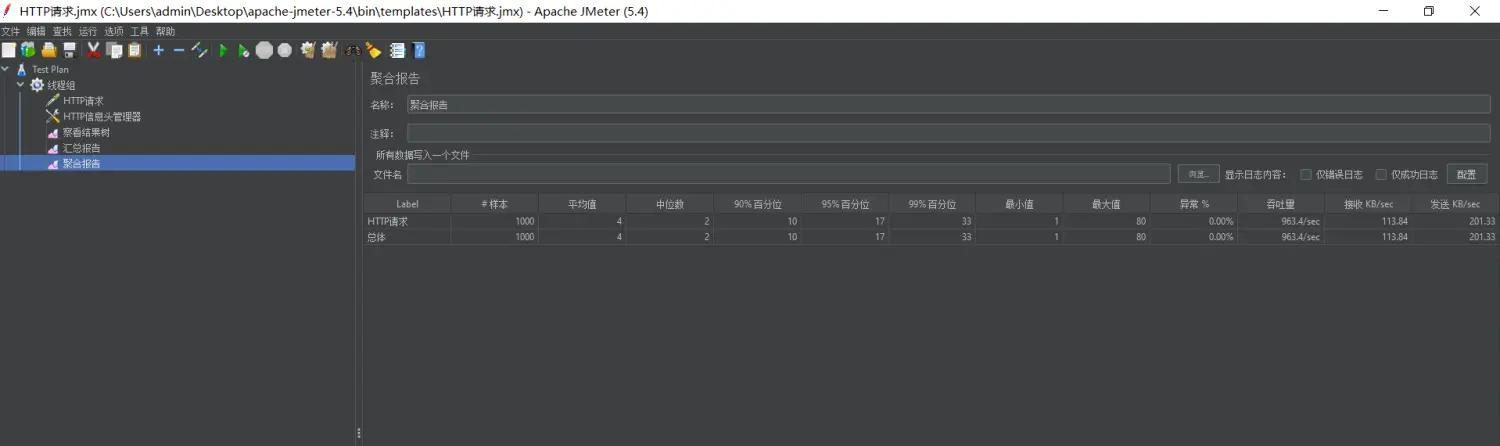 HTTP请求.jmx (C:\Users\admin\Desktop\apache-jmeter-5.4\bin\templates\HTTP请求.jmx) - Apache JMeter (5.4)
文件 编辑 查找 运行 选项 工具 帮助
Test Plan
线程组
HTTP请求
HTTP信息头管理器
察看结果树
汇总报告
聚合报告
聚合报告
名称： 聚合报告
注释：
所有数据写入一个文件
文件名 浏览... 显示日志内容： 仅错误日志 仅成功日志 配置
Label # 样本 平均值 中位数 90% 百分位 95% 百分位 99% 百分位 最小值 最大值 异常 % 吞吐量 接收 KB/sec 发送 KB/sec
HTTP请求 1000 4 2 10 17 33 1 80 0.00% 963.4/sec 113.84 201.33
总体 1000 4 2 10 17 33 1 80 0.00% 963.4/sec 113.84 201.33